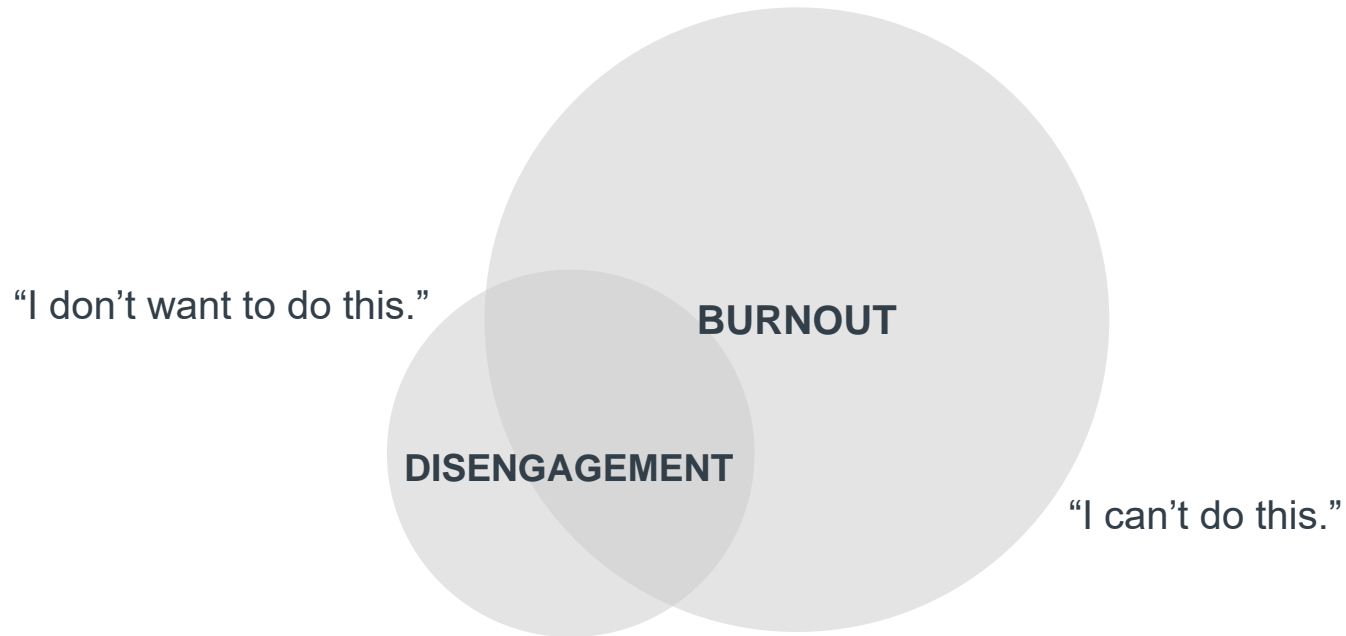 “I don’t want to do this.”
BURNOUT
DISENGAGEMENT
“I can’t do this.”